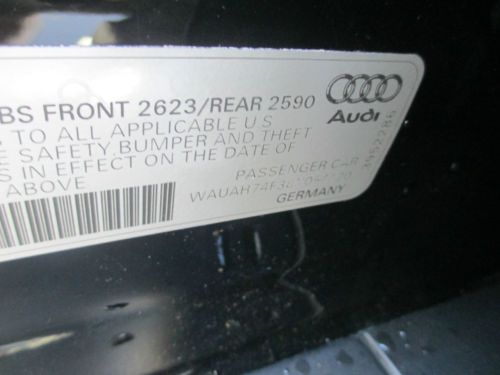 BS FRONT 2623/REAR 2590
TO ALL APPLICABLE U S
SAFETY BUMPER AND THEFT
S IN EFFECT ON THE DATE OF
ABOVE
PASSENGER CAR
GERMANY
Audi
3952286